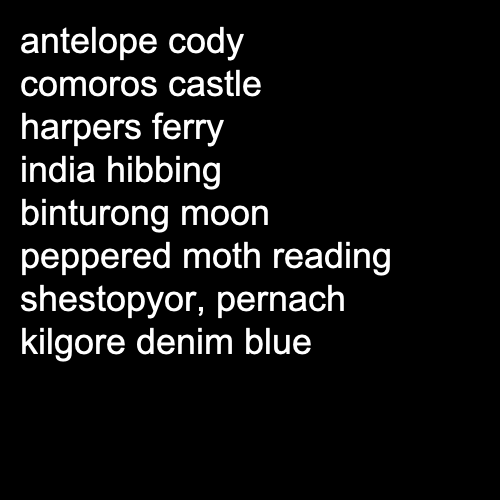 antelope cody
comoros castle
harpers ferry
india hibbing
binturong moon
peppered moth reading
shestopyor, pernach
kilgore denim blue